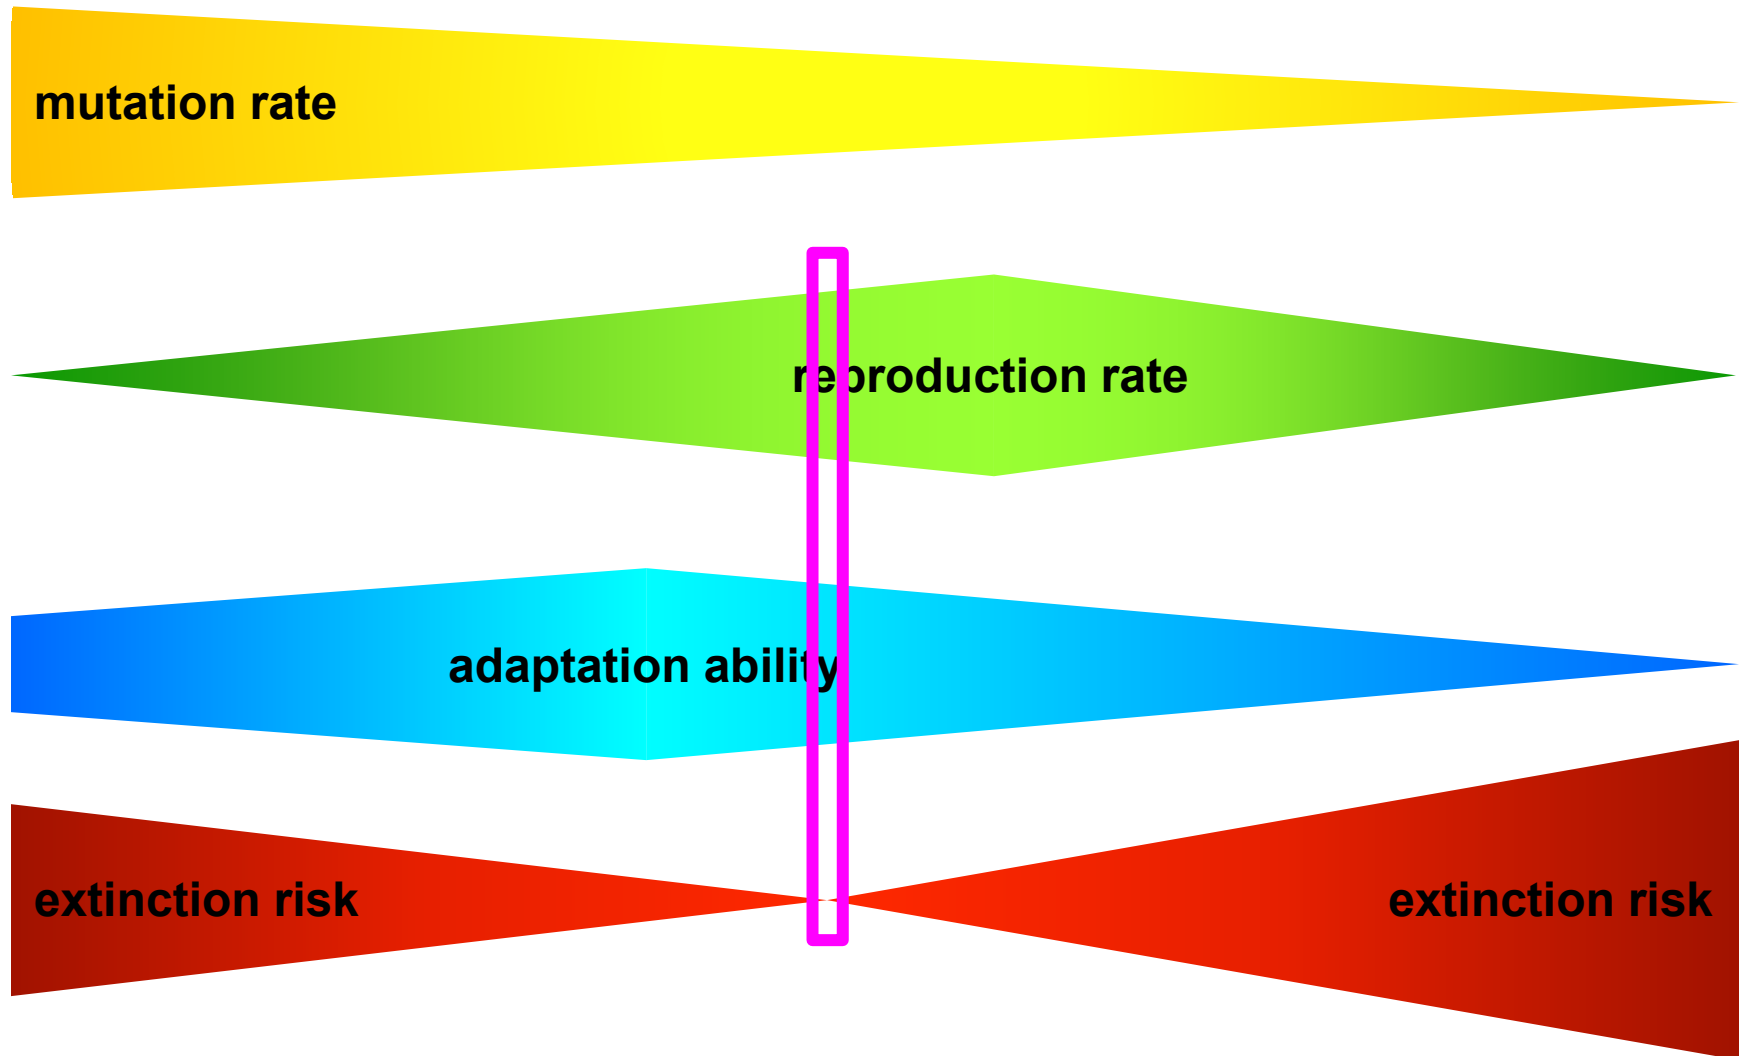 mutation rate
reproduction rate
adaptation ability
extinction risk
extinction risk